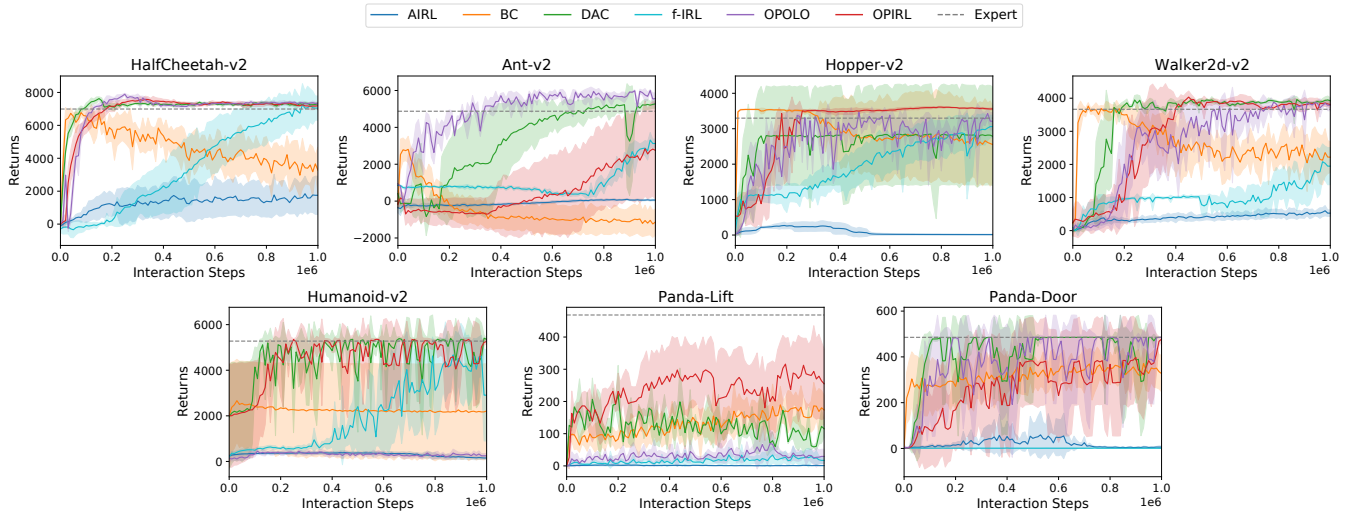 AIRL BC DAC f-IRL OPOLO OPIRL Expert
HalfCheetah-v2
Returns
8000
6000
4000
2000
0
0.0 0.2 0.4 0.6 0.8 1.0
Interaction Steps
1e6
Ant-v2
Returns
6000
4000
2000
0
−2000
0.0 0.2 0.4 0.6 0.8 1.0
Interaction Steps
1e6
Hopper-v2
Returns
4000
3000
2000
1000
0
0.0 0.2 0.4 0.6 0.8 1.0
Interaction Steps
1e6
Walker2d-v2
Returns
4000
3000
2000
1000
0
0.0 0.2 0.4 0.6 0.8 1.0
Interaction Steps
1e6
Humanoid-v2
Returns
6000
4000
2000
0
0.0 0.2 0.4 0.6 0.8 1.0
Interaction Steps
1e6
Panda-Lift
Returns
400
300
200
100
0
0.0 0.2 0.4 0.6 0.8 1.0
Interaction Steps
1e6
Panda-Door
Returns
600
400
200
0
0.0 0.2 0.4 0.6 0.8 1.0
Interaction Steps
1e6